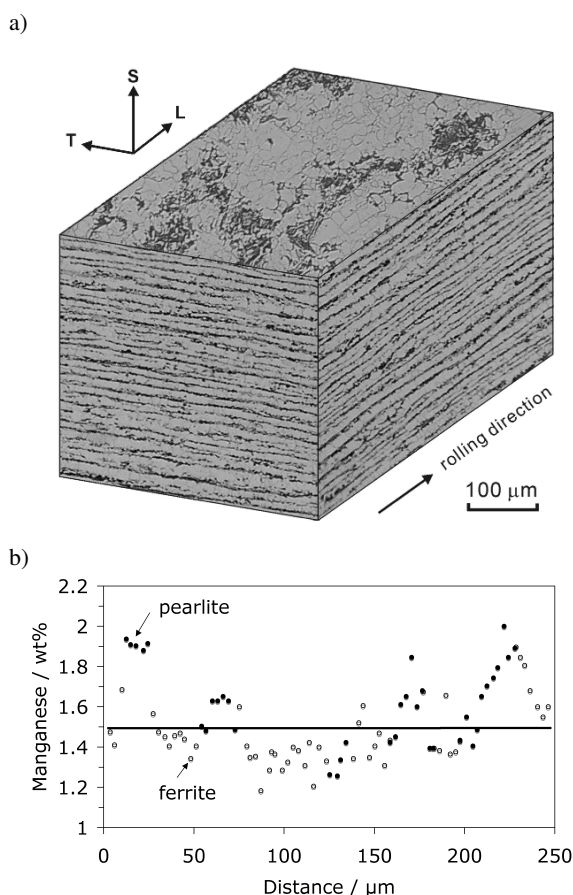 a)
S
L
T
rolling direction
100 µm
b)
2.2
2
1.8
1.6
1.4
1.2
1
Manganese / wt%
pearlite
ferrite
0
50
100
150
200
250
Distance / µm